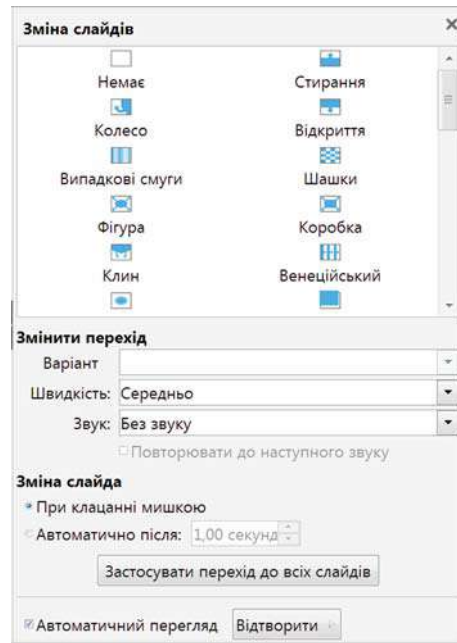 Зміна слайдів
Немає Стирання
Колесо Відкриття
Випадкові смуги Шашки
Фігура Коробка
Клин Венеційський
Змінити перехід
Варіант
Швидкість: Середньо
Звук: Без звуку
Повторювати до наступного звуку
Зміна слайда
При клацанні мишкою
Автоматично після: 1,00 секунд
Застосувати перехід до всіх слайдів
Автоматичний перегляд Відтворити